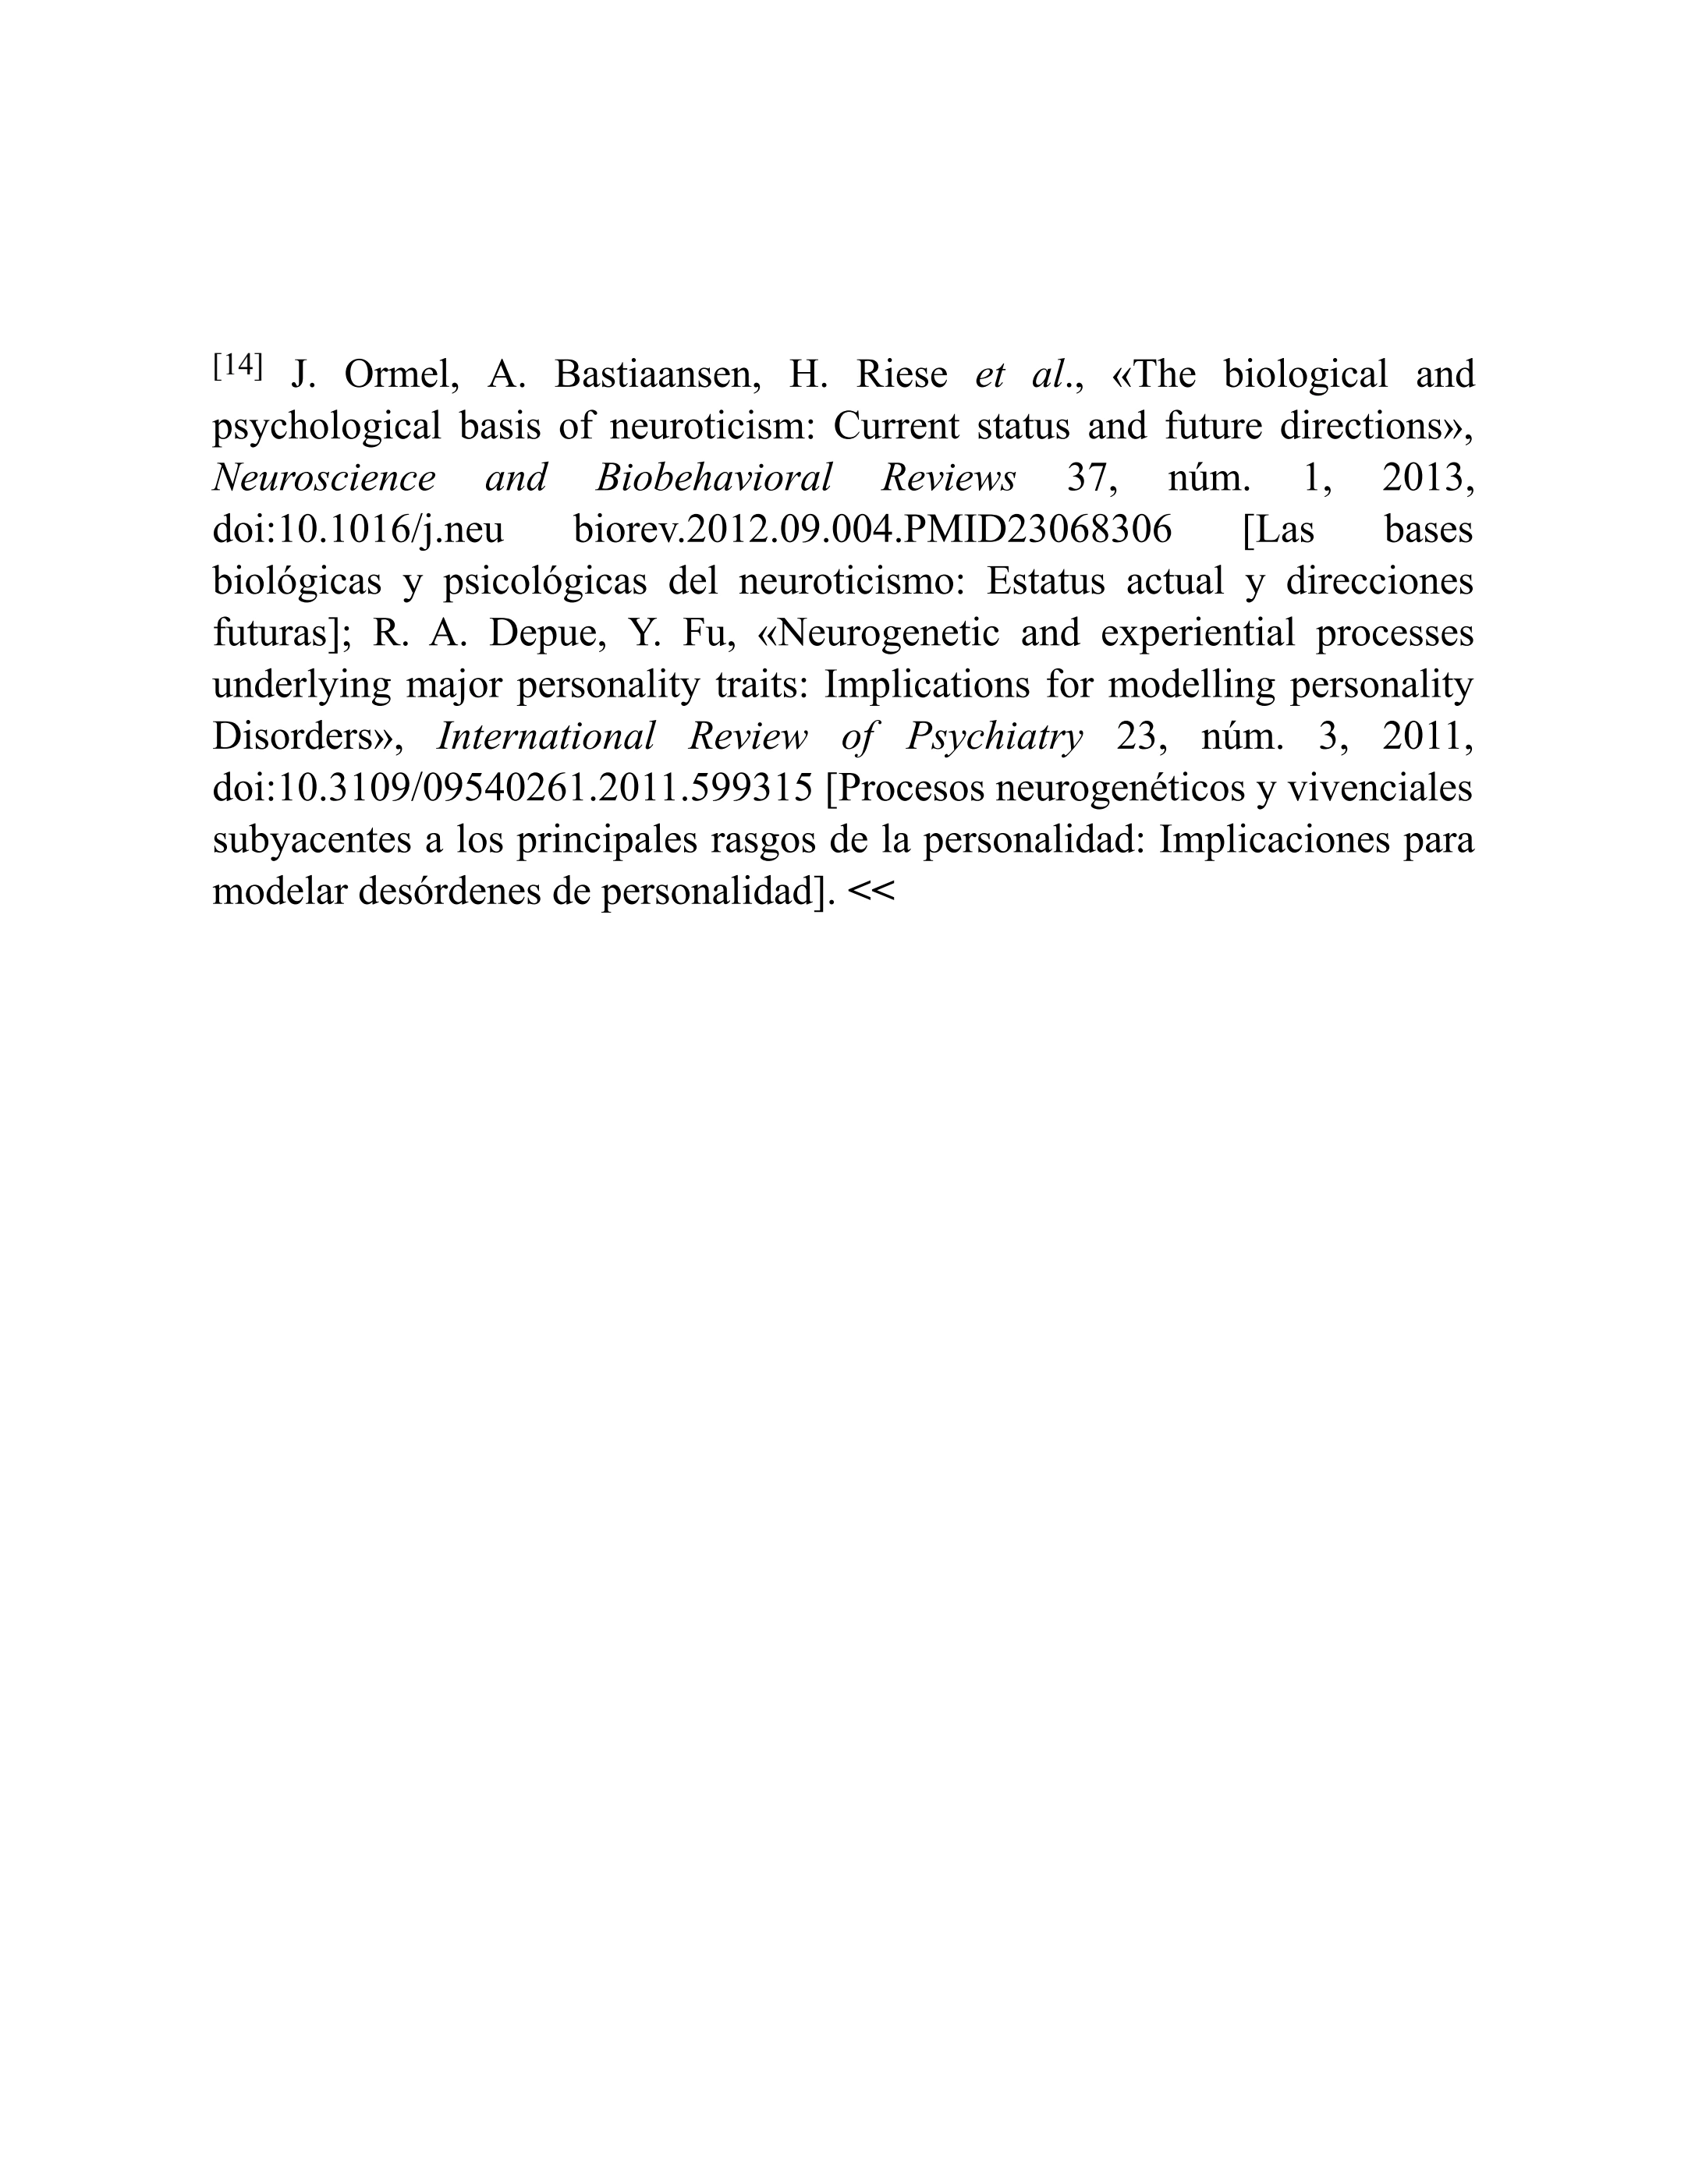 [14] J. Ormel, A. Bastiaansen, H. Riese et al., «The biological and
psychological basis of neuroticism: Current status and future directions»,
Neuroscience and Biobehavioral Reviews 37, núm. 1, 2013,
doi:10.1016/j.neu biorev.2012.09.004.PMID23068306 [Las bases
biológicas y psicológicas del neuroticismo: Estatus actual y direcciones
futuras]; R. A. Depue, Y. Fu, «Neurogenetic and experiential processes
underlying major personality traits: Implications for modelling personality
Disorders», International Review of Psychiatry 23, núm. 3, 2011,
doi:10.3109/09540261.2011.599315 [Procesos neurogenéticos y vivenciales
subyacentes a los principales rasgos de la personalidad: Implicaciones para
modelar desórdenes de personalidad]. <<